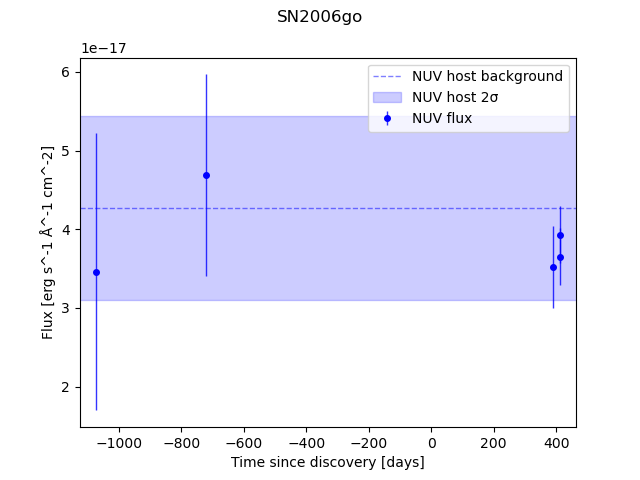 SN2006go
1e−17
6
5
4
3
2
Flux [erg s^-1 Å^-1 cm^-2]
NUV host background
NUV host 2σ
NUV flux
−1000 −800 −600 −400 −200 0 200 400
Time since discovery [days]